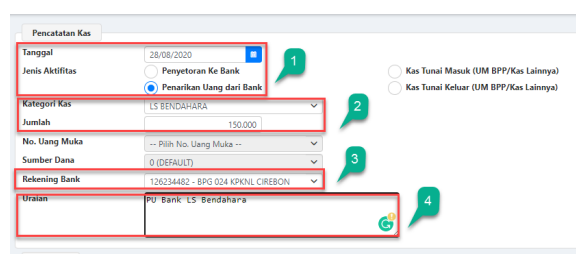 Pencatatan Kas
Tanggal 28/08/2020 1
Jenis Aktifitas Penyetoran Ke Bank Kas Tunai Masuk (UM BPP/Kas Lainnya)
Penarikan Uang dari Bank Kas Tunai Keluar (UM BPP/Kas Lainnya)
Kategori Kas LS BENDAHARA 2
Jumlah 150.000
No. Uang Muka -- Pilih No. Uang Muka --
Sumber Dana 0 (DEFAULT) 3
Rekening Bank 126234482 - BPG 024 KPKNL CIREBON
Uraian PU Bank LS Bendahara 4